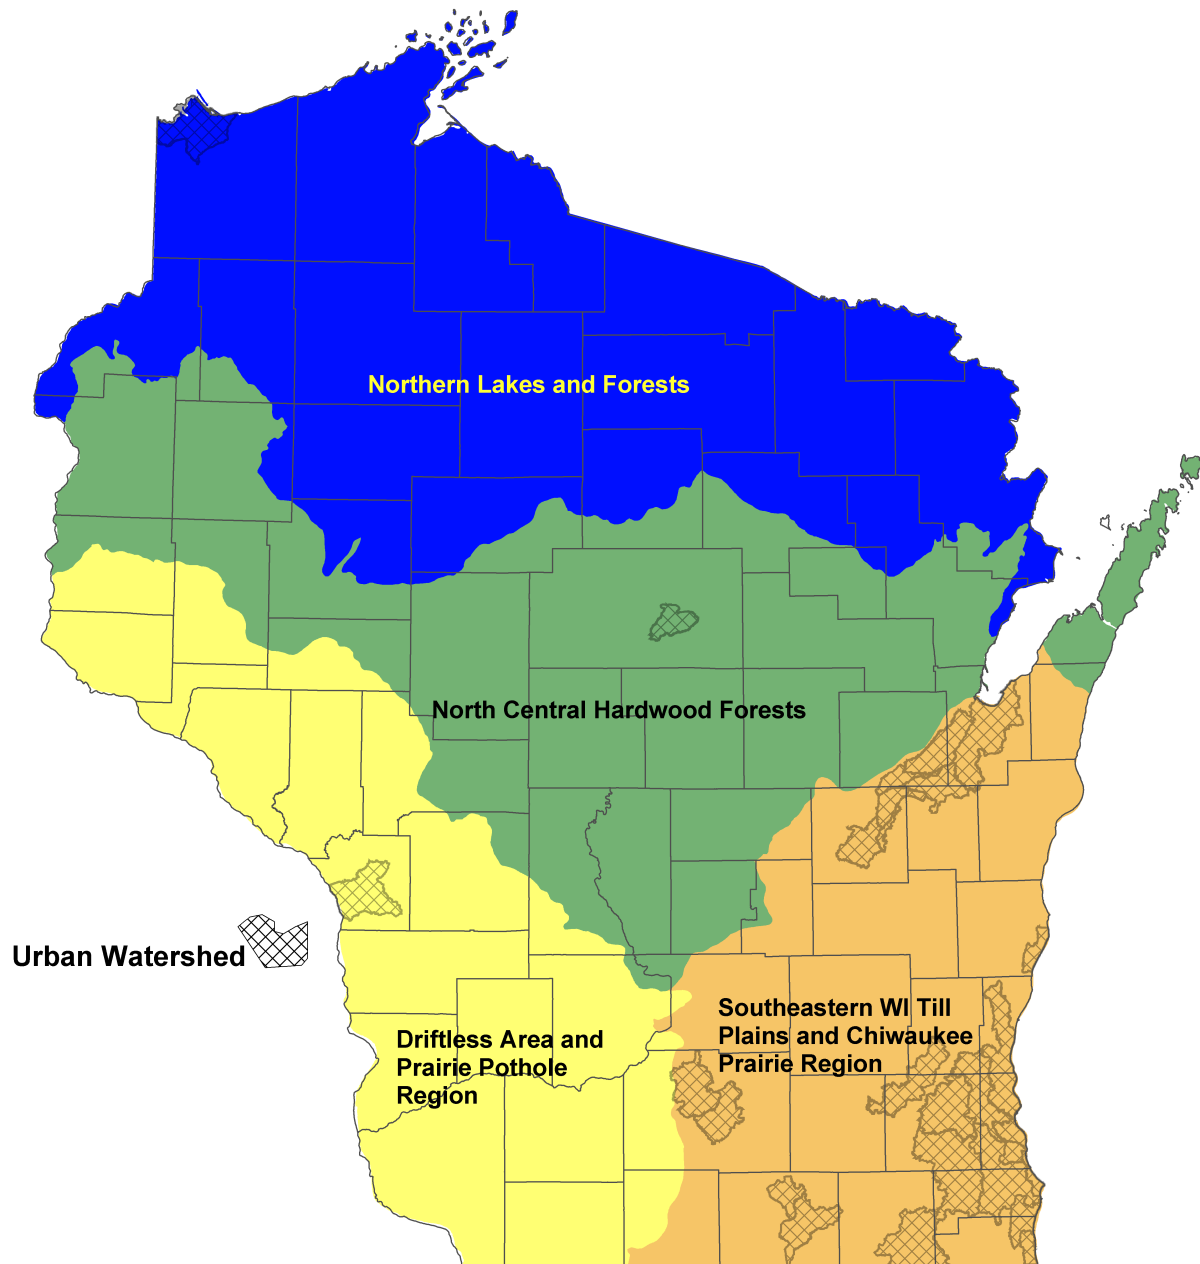 Northern Lakes and Forests
North Central Hardwood Forests
Urban Watershed
Southeastern WI Till
Plains and Chiwaukee
Prairie Region
Driftless Area and
Prairie Pothole
Region